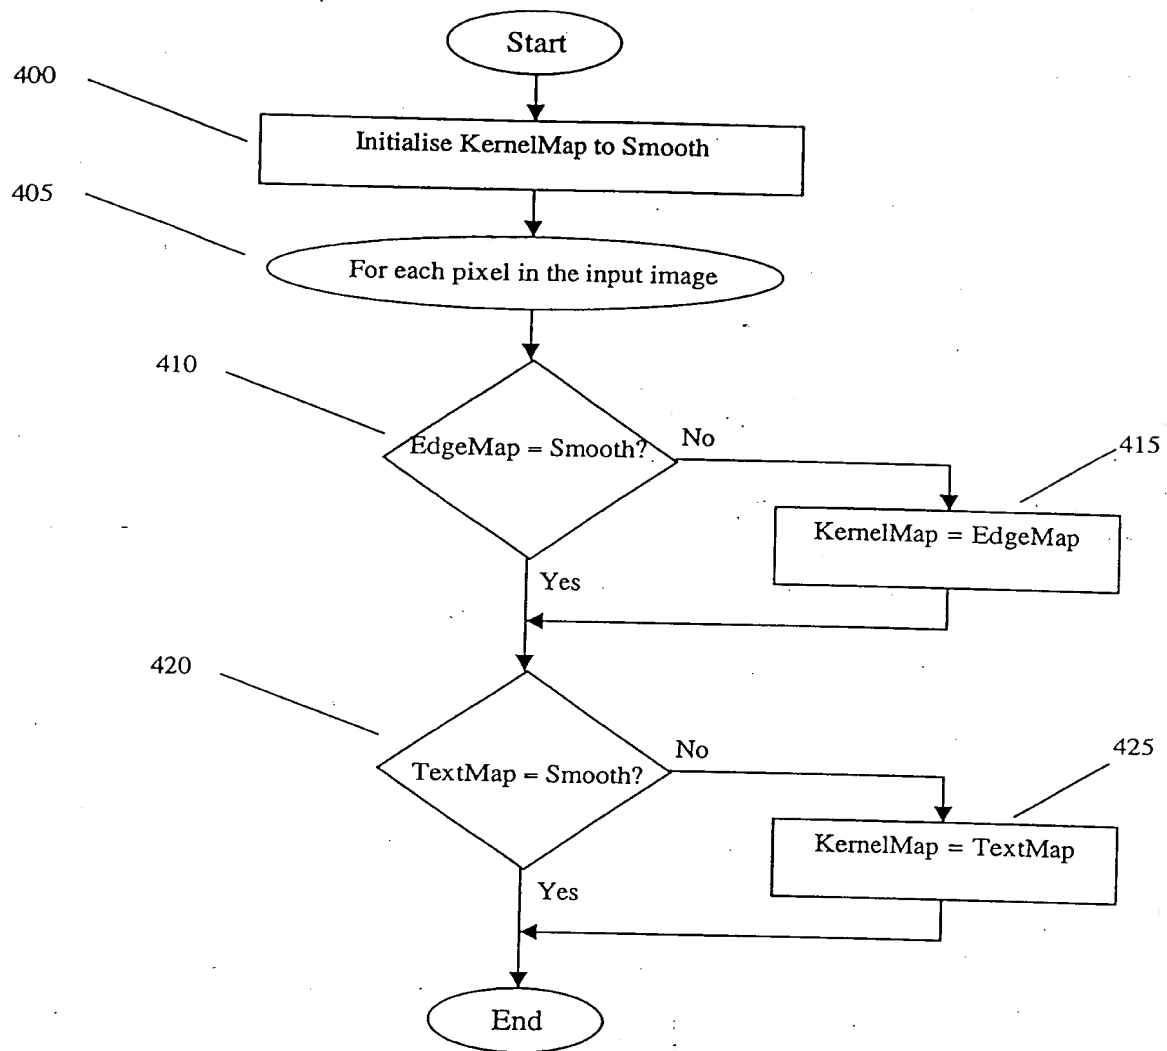 Start
400
Initialise KernelMap to Smooth
405
For each pixel in the input image
410
EdgeMap = Smooth?
No
415
KernelMap = EdgeMap
Yes
420
TextMap = Smooth?
No
425
KernelMap = TextMap
Yes
End